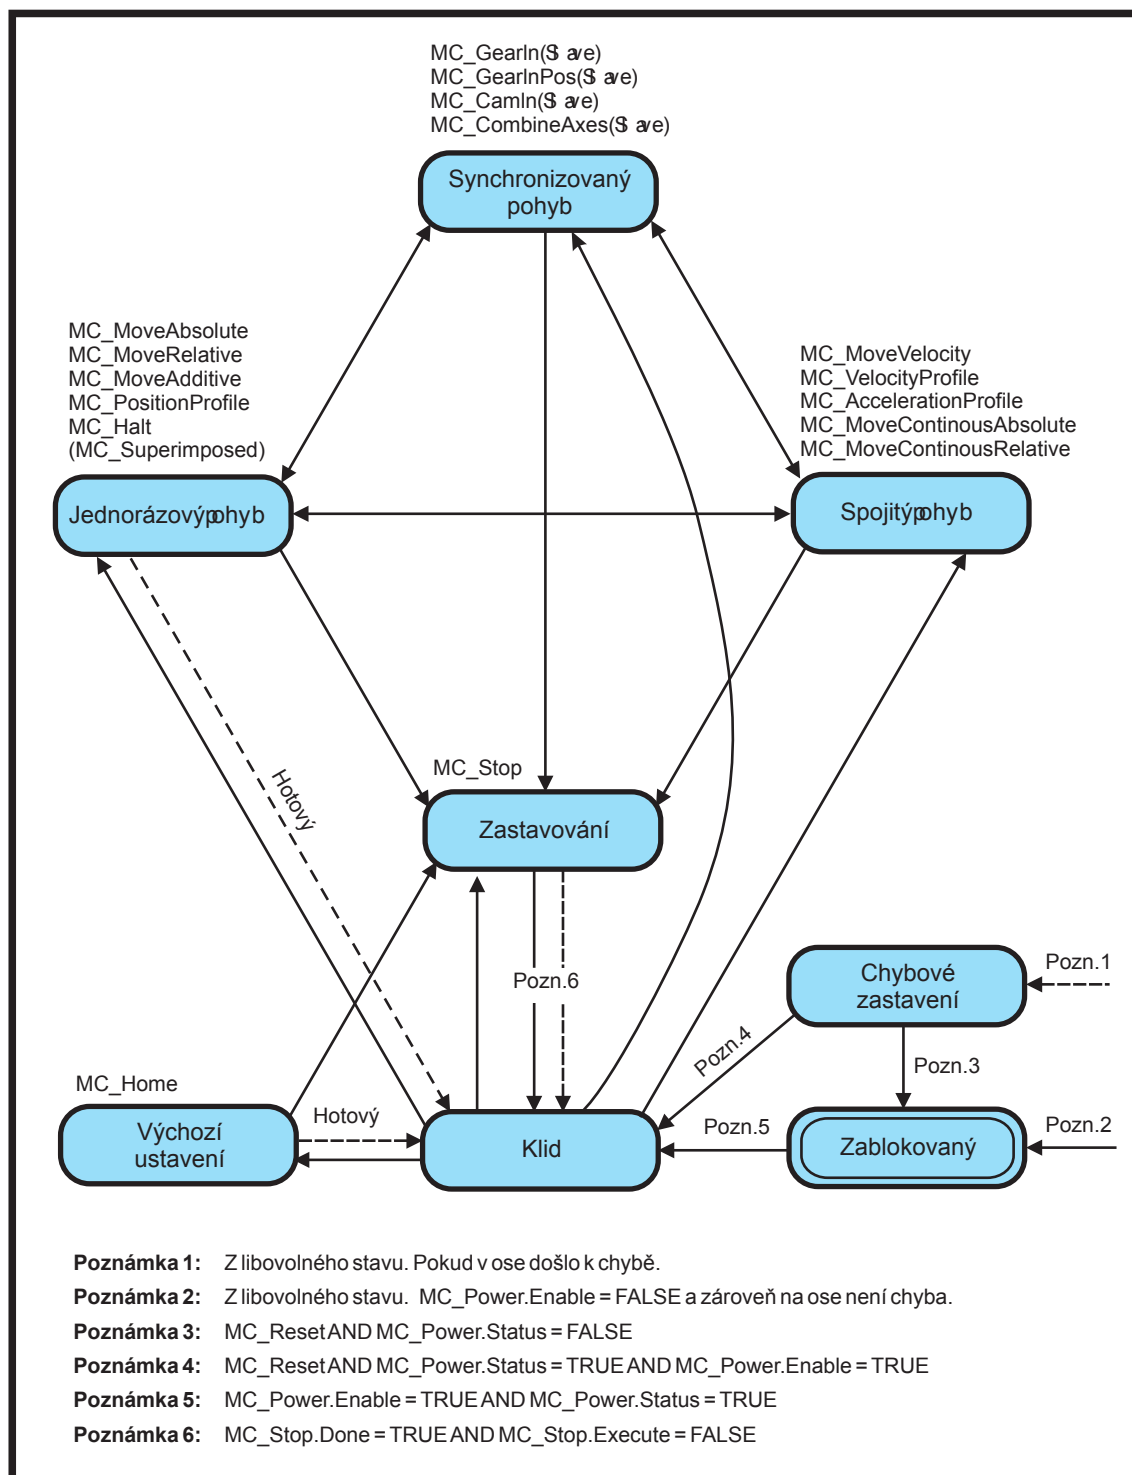 MC_GearIn(Slave)
MC_GearInPos(Slave)
MC_CamIn(Slave)
MC_CombineAxes(Slave)
Synchronizovaný
pohyb
MC_MoveAbsolute
MC_MoveRelative
MC_MoveAdditive
MC_PositionProfile
MC_Halt
(MC_Superimposed)
MC_MoveVelocity
MC_VelocityProfile
MC_AccelerationProfile
MC_MoveContinousAbsolute
MC_MoveContinousRelative
Jednorázový pohyb
Spojitý pohyb
Hotový
MC_Stop
Zastavování
Pozn.6
Chybové
zastavení
Pozn.1
Pozn.4
Pozn.3
MC_Home
Výchozí
ustavení
Hotový
Klid
Pozn.5
Zablokovaný
Pozn.2
Poznámka 1: Z libovolného stavu. Pokud v ose došlo k chybě.
Poznámka 2: Z libovolného stavu. MC_Power.Enable = FALSE a zároveň na ose není chyba.
Poznámka 3: MC_Reset AND MC_Power.Status = FALSE
Poznámka 4: MC_Reset AND MC_Power.Status = TRUE AND MC_Power.Enable = TRUE
Poznámka 5: MC_Power.Enable = TRUE AND MC_Power.Status = TRUE
Poznámka 6: MC_Stop.Done = TRUE AND MC_Stop.Execute = FALSE